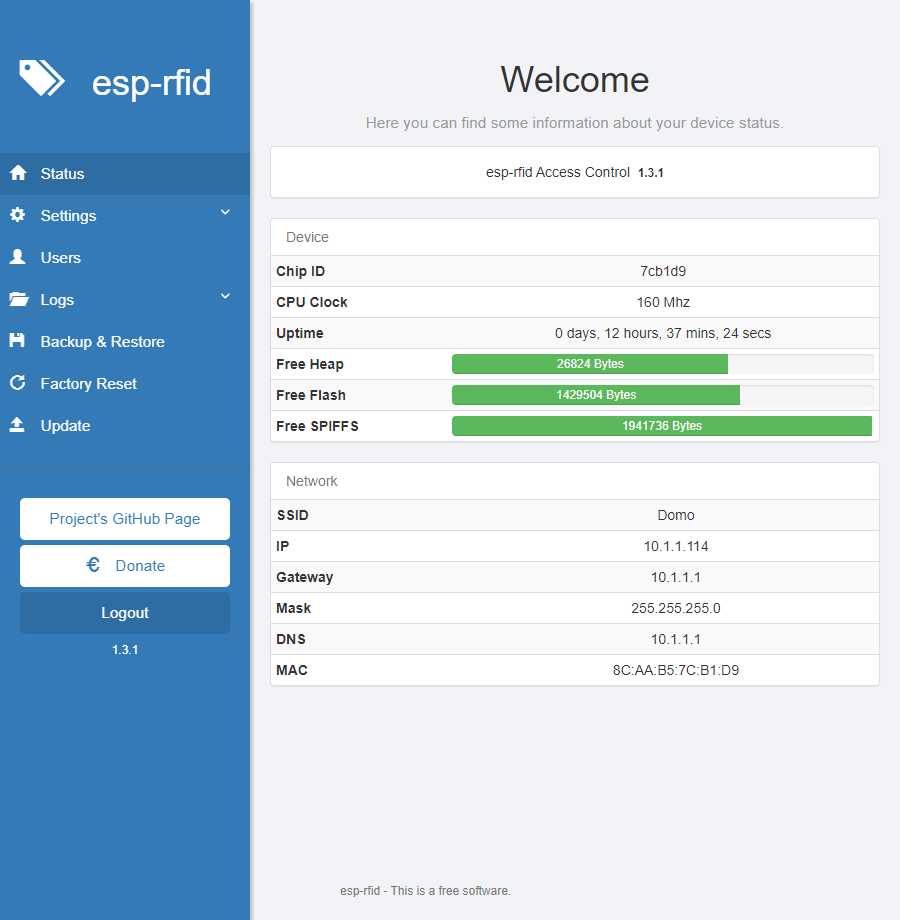 esp-rfid
Status
Settings
Users
Logs
Backup & Restore
Factory Reset
Update
Project's GitHub Page
€ Donate
Logout
1.3.1
Welcome
Here you can find some information about your device status.
esp-rfid Access Control 1.3.1
Device
Chip ID 7cb1d9
CPU Clock 160 Mhz
Uptime 0 days, 12 hours, 37 mins, 24 secs
Free Heap 26824 Bytes
Free Flash 1429504 Bytes
Free SPIFFS 1941736 Bytes
Network
SSID Domo
IP 10.1.1.114
Gateway 10.1.1.1
Mask 255.255.255.0
DNS 10.1.1.1
MAC 8C:AA:B5:7C:B1:D9
esp-rfid - This is a free software.